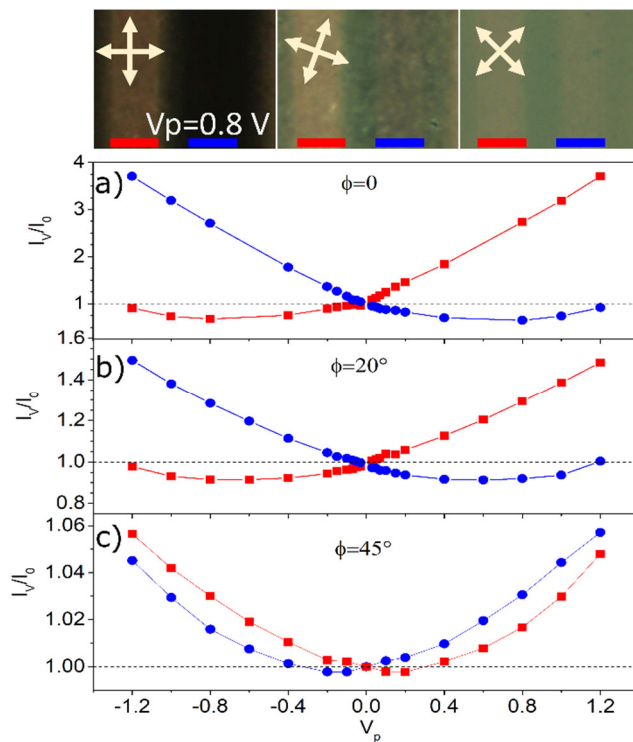 Vp=0.8 V
a)
ϕ=0
I_V/I_0
4
3
2
1
1.6
b)
ϕ=20°
I_V/I_0
1.4
1.2
1.0
0.8
c)
ϕ=45°
I_V/I_0
1.06
1.04
1.02
1.00
-1.2 -0.8 -0.4 0.0 0.4 0.8 1.2
V_p